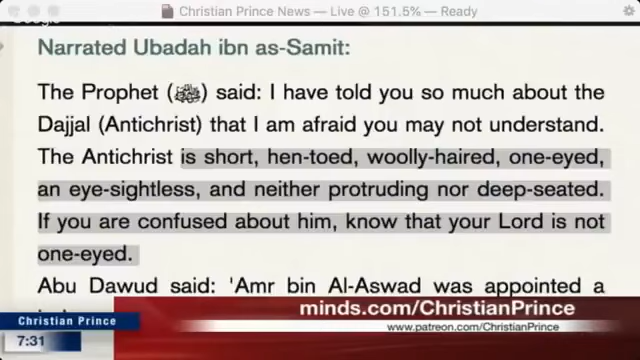 Christian Prince News — Live @ 151.5% — Ready
Narrated Ubadah ibn as-Samit:
The Prophet (ﷺ) said: I have told you so much about the
Dajjal (Antichrist) that I am afraid you may not understand.
The Antichrist is short, hen-toed, woolly-haired, one-eyed,
an eye-sightless, and neither protruding nor deep-seated.
If you are confused about him, know that your Lord is not
one-eyed.
Abu Dawud said: 'Amr bin Al-Aswad was appointed a
minds.com/ChristianPrince
www.patreon.com/ChristianPrince
Christian Prince
7:31